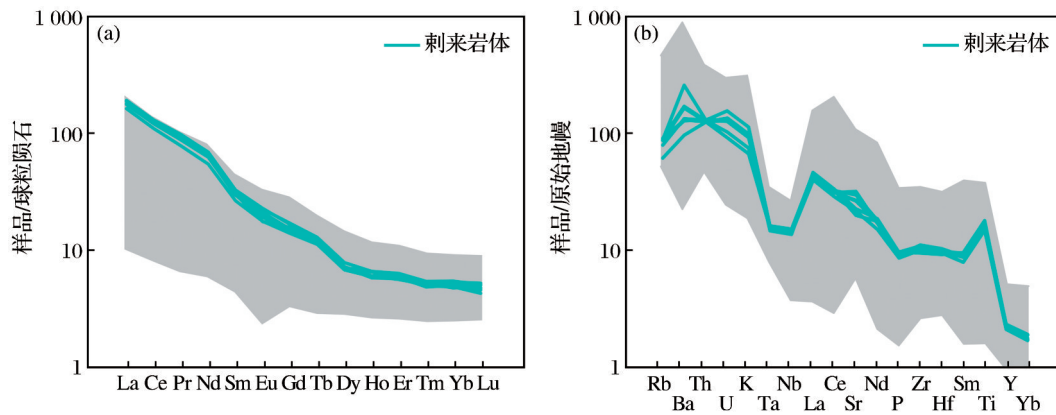 1 000
100
10
1
样品/球粒陨石
(a)
剌来岩体
La Ce Pr Nd Sm Eu Gd Tb Dy Ho Er Tm Yb Lu
1 000
100
10
1
样品/原始地幔
(b)
剌来岩体
Rb Th K Nb Ce Nd Zr Sm Y
Ba U Ta La Sr P Hf Ti Yb